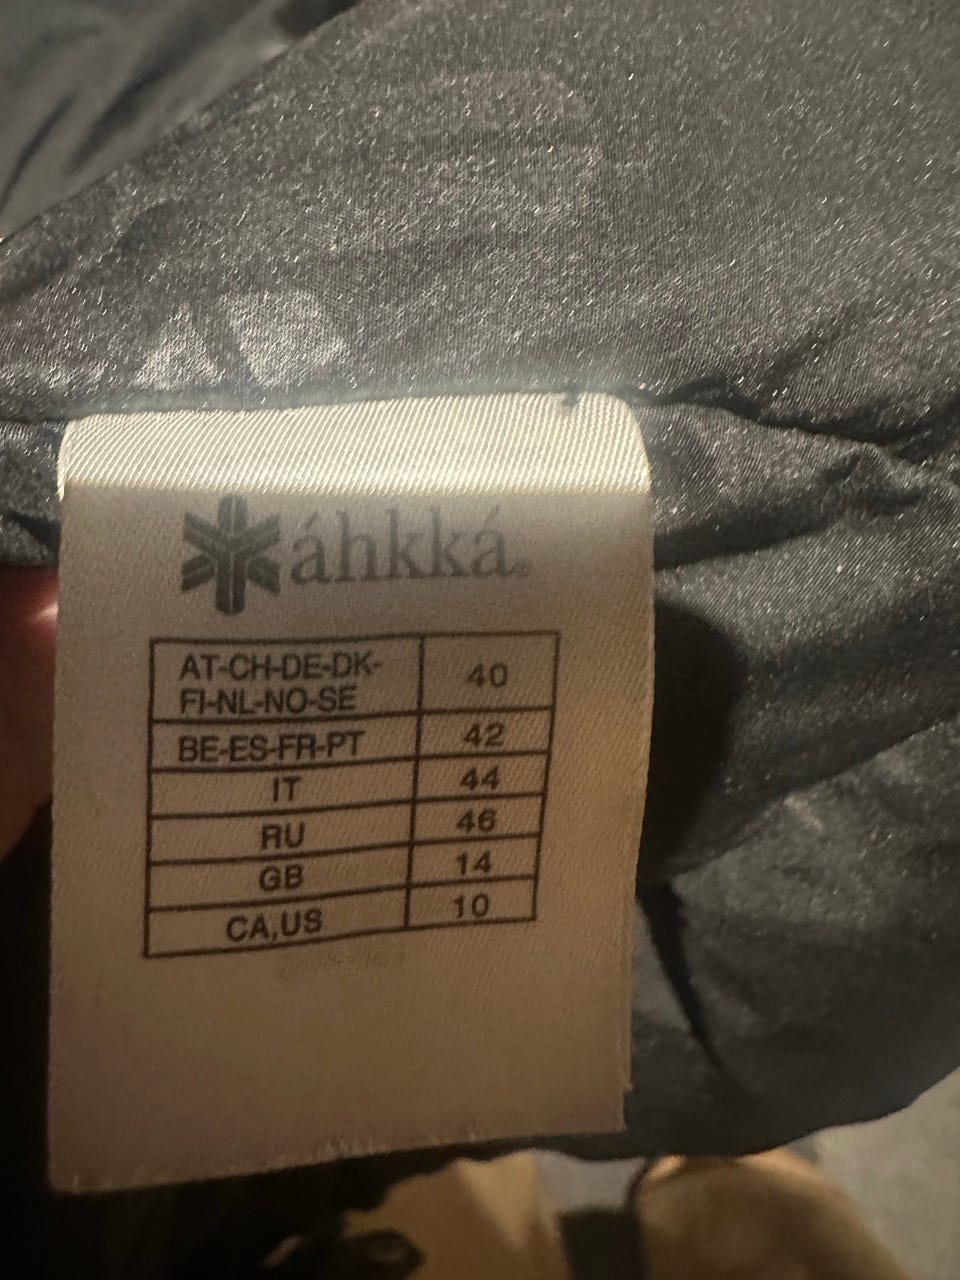 áhkká®
AT-CH-DE-DK-
FI-NL-NO-SE 40
BE-ES-FR-PT 42
IT 44
RU 46
GB 14
CA,US 10